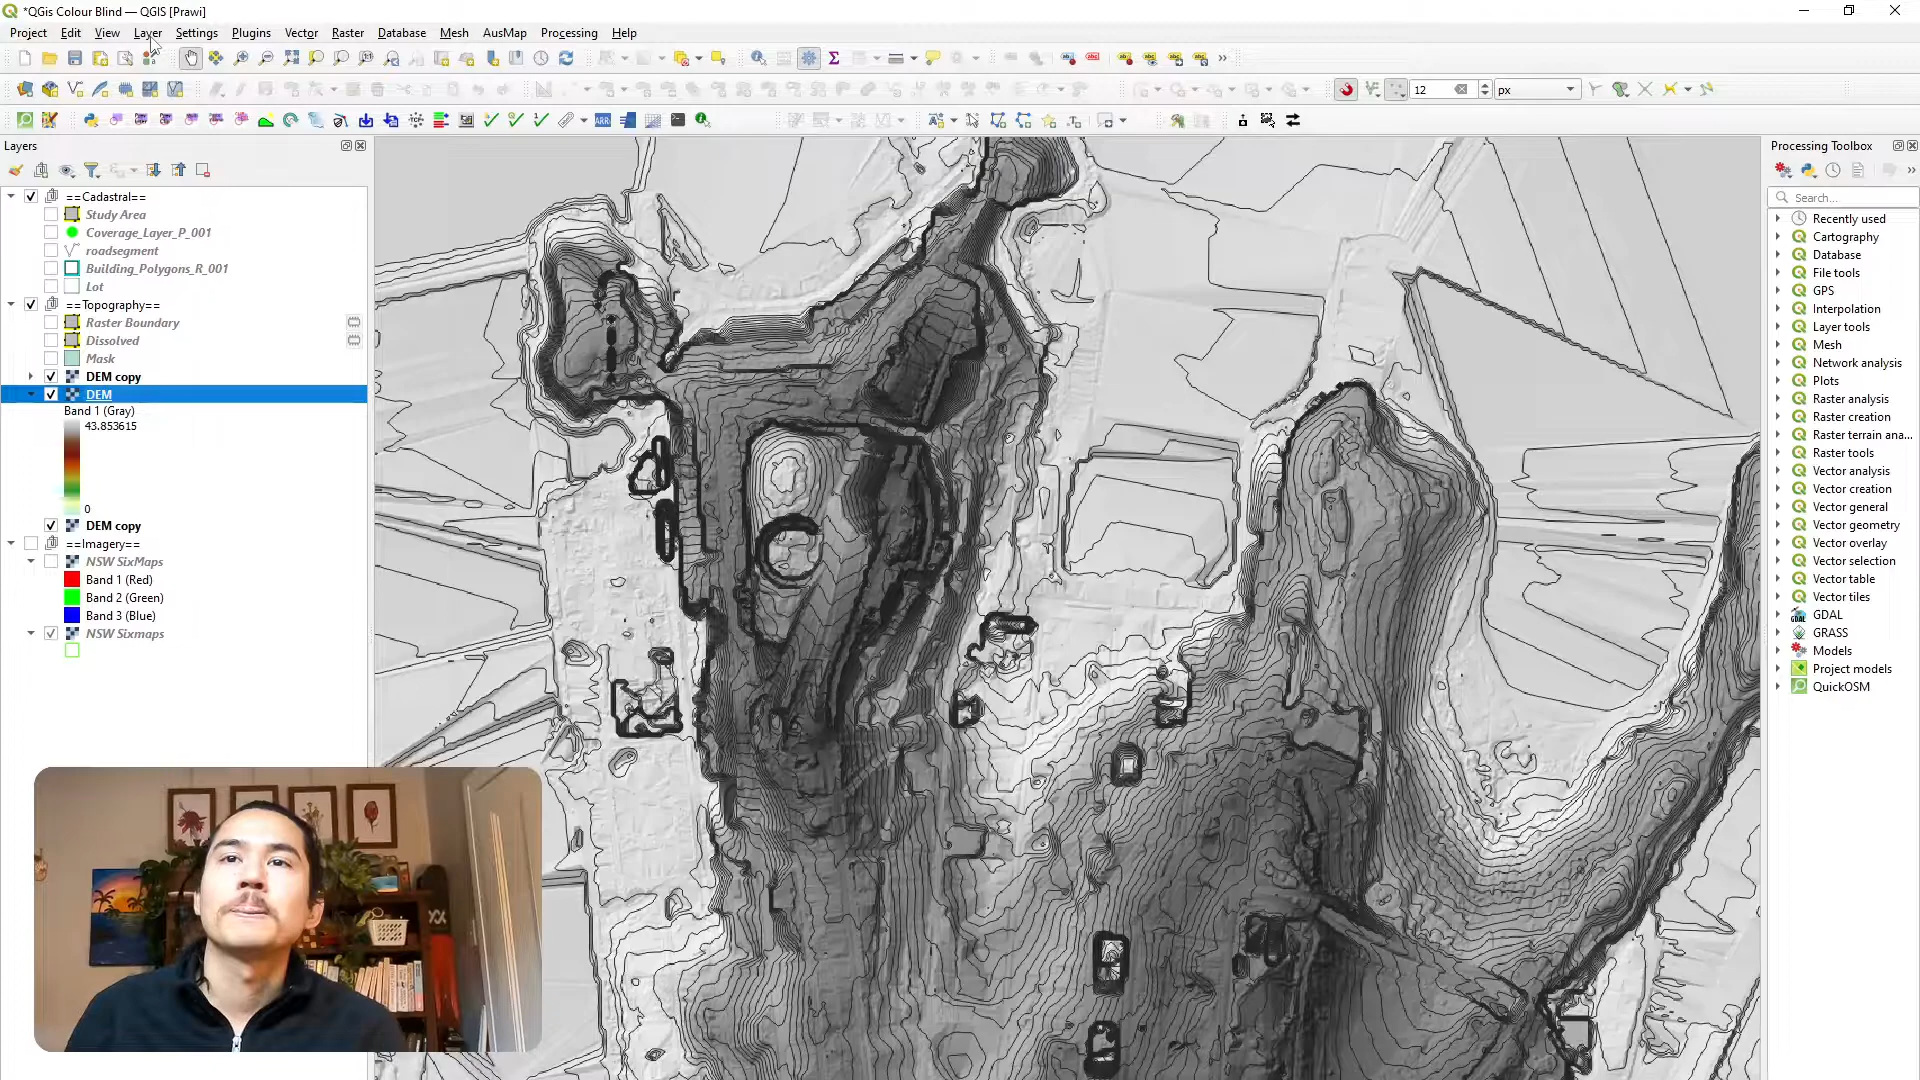 *QGis Colour Blind — QGIS [Prawi]
Project Edit View Layer Settings Plugins Vector Raster Database Mesh AusMap Processing Help
12 px
Layers
==Cadastral==
Study Area
Coverage_Layer_P_001
roadsegment
Building_Polygons_R_001
Lot
==Topography==
Raster Boundary
Dissolved
Mask
DEM copy
DEM
Band 1 (Gray)
43.853615
0
DEM copy
==Imagery==
NSW SixMaps
Band 1 (Red)
Band 2 (Green)
Band 3 (Blue)
NSW Sixmaps
Processing Toolbox
Search...
Recently used
Cartography
Database
File tools
GPS
Interpolation
Layer tools
Mesh
Network analysis
Plots
Raster analysis
Raster creation
Raster terrain ana...
Raster tools
Vector analysis
Vector creation
Vector general
Vector geometry
Vector overlay
Vector selection
Vector table
Vector tiles
GDAL
GRASS
Models
Project models
QuickOSM